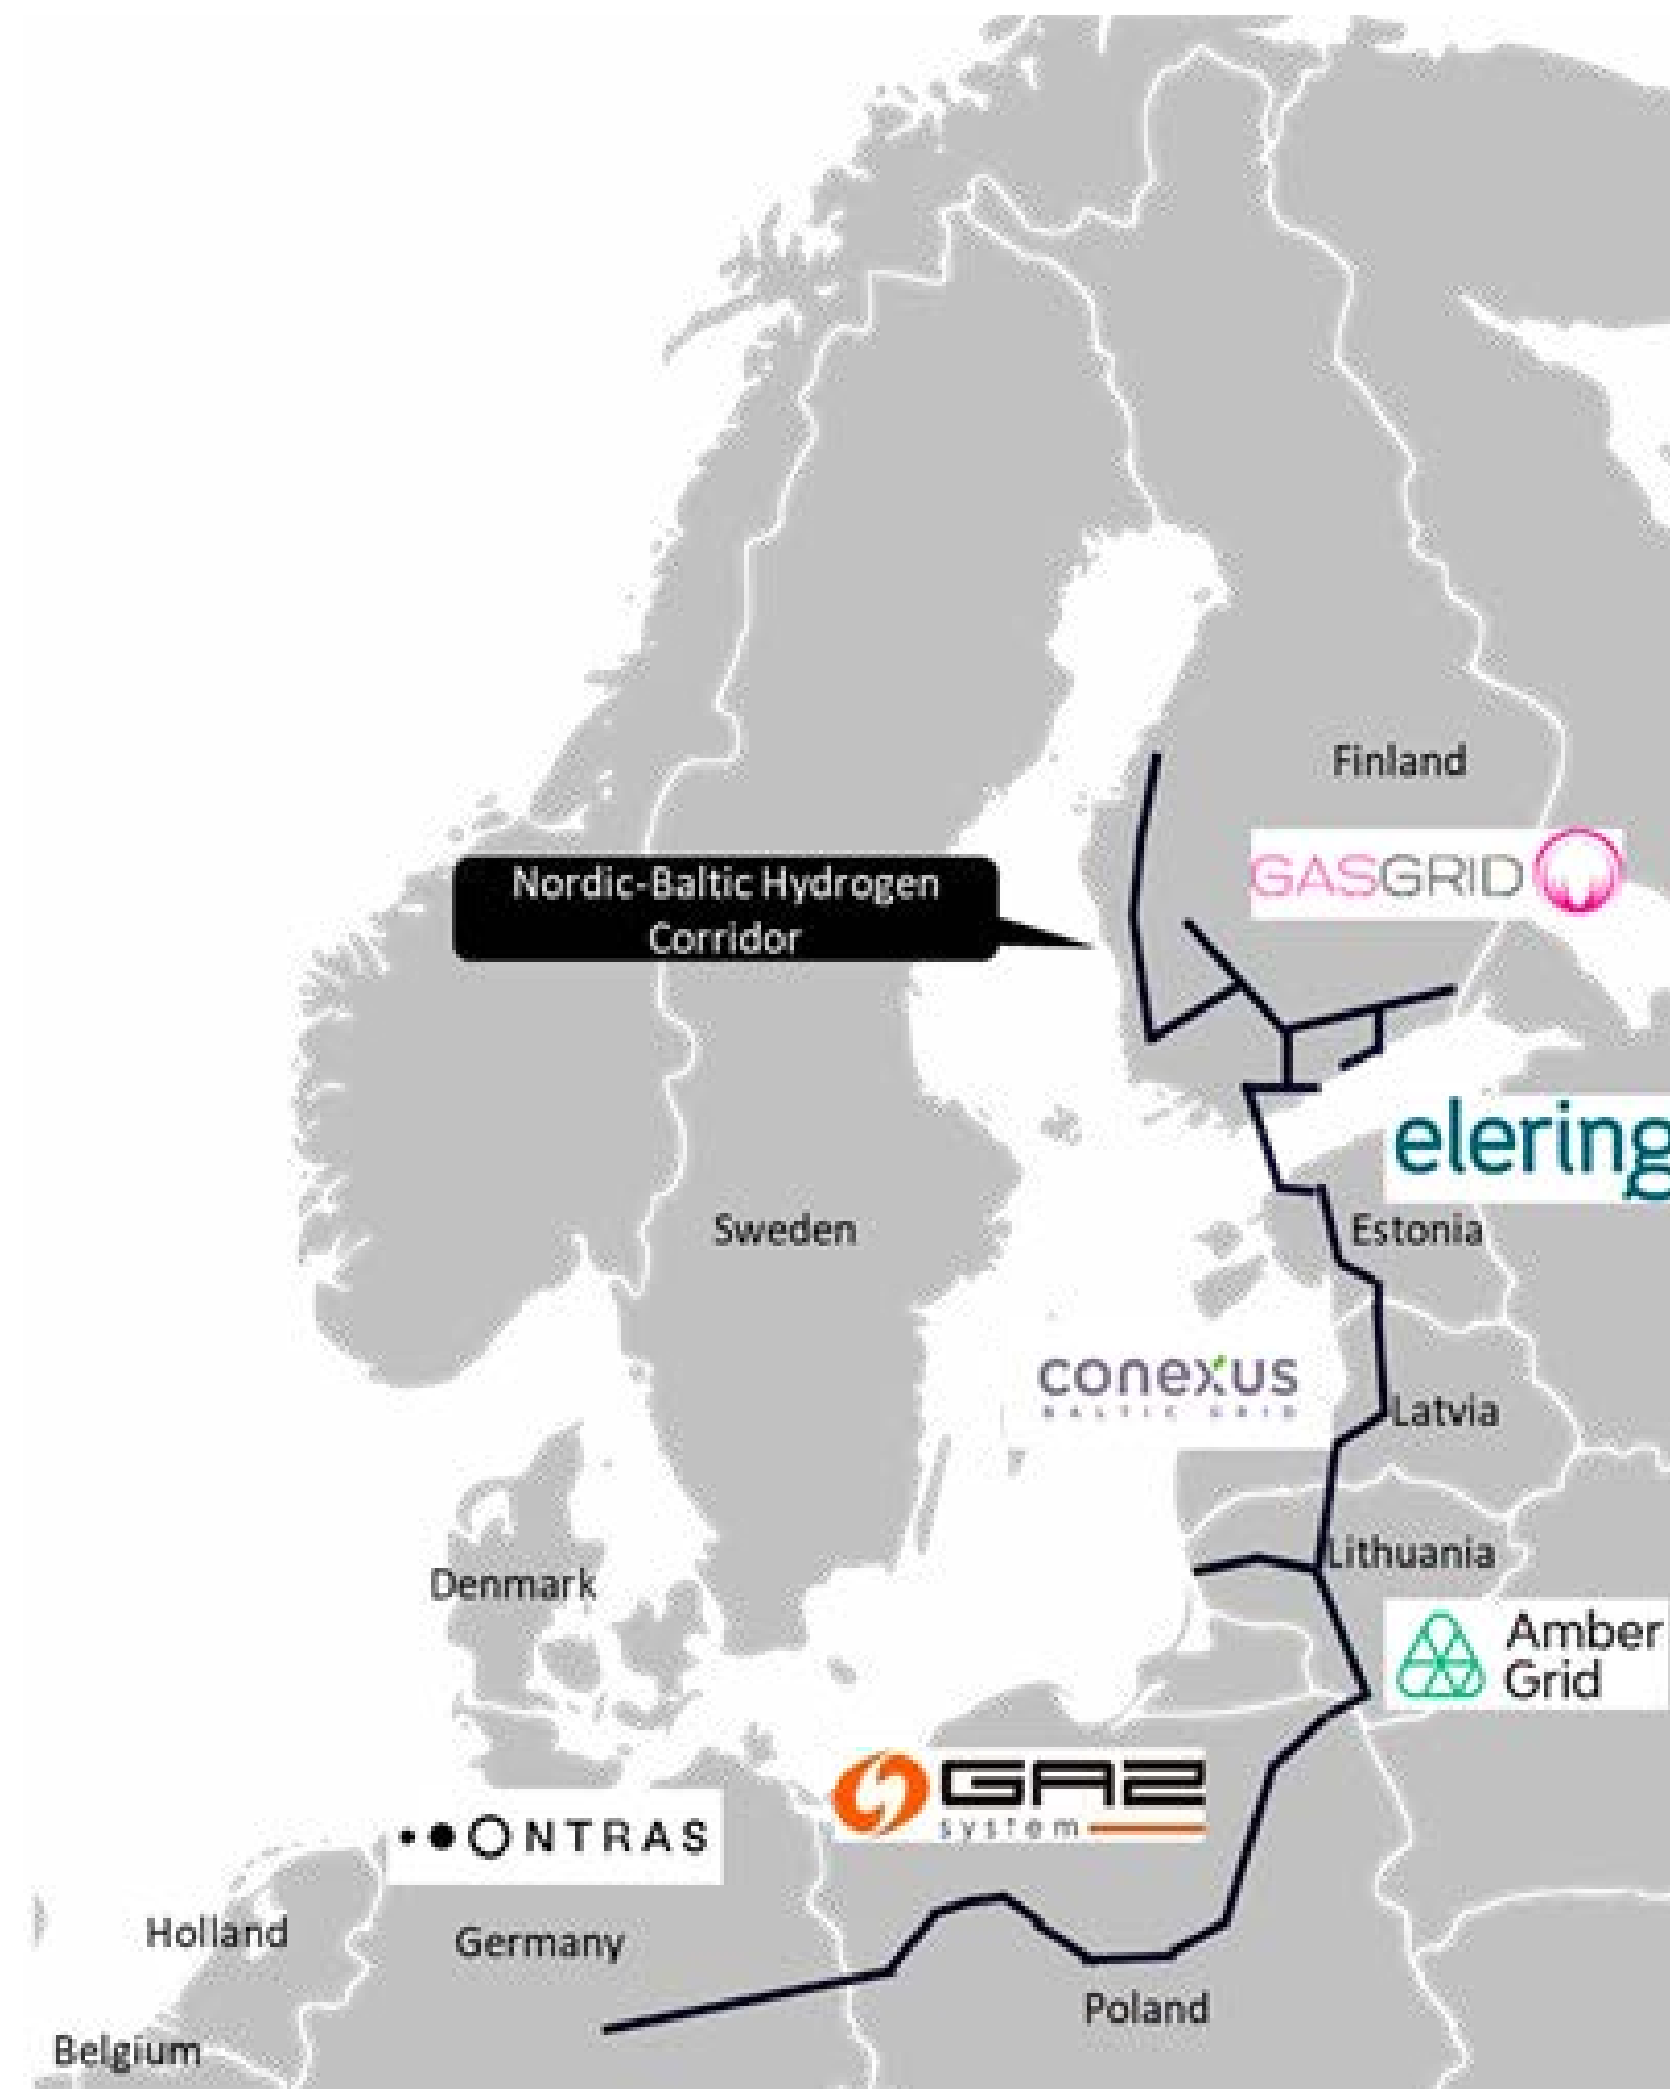 Finland
GASGRID
Nordic-Baltic Hydrogen
Corridor
elering
Sweden
Estonia
conexus
BALTIC GRID
Latvia
Lithuania
Denmark
Amber
Grid
GAZ
system
ONTRAS
Holland
Germany
Poland
Belgium